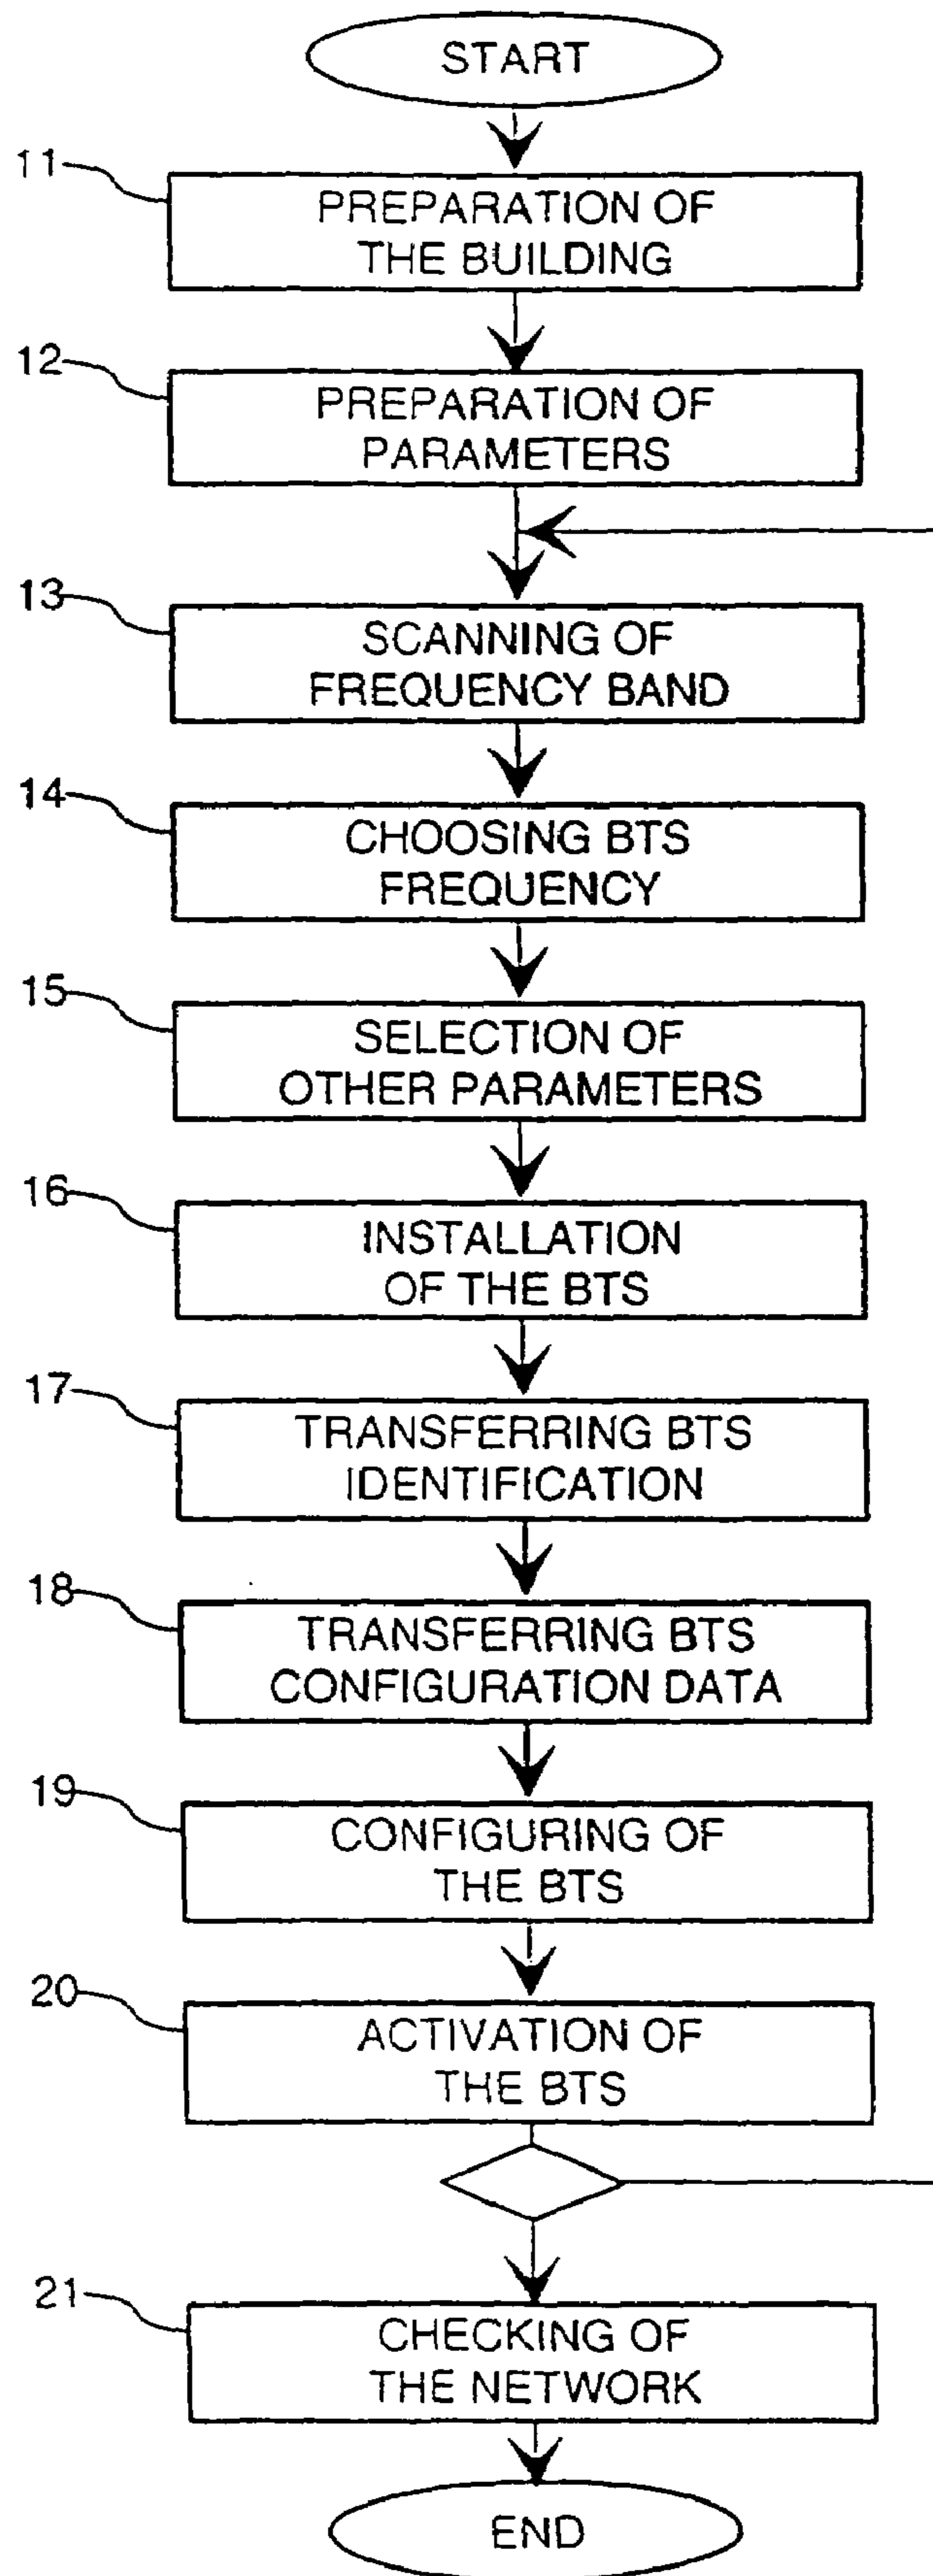 START
11
PREPARATION OF
THE BUILDING
12
PREPARATION OF
PARAMETERS
13
SCANNING OF
FREQUENCY BAND
14
CHOOSING BTS
FREQUENCY
15
SELECTION OF
OTHER PARAMETERS
16
INSTALLATION
OF THE BTS
17
TRANSFERRING BTS
IDENTIFICATION
18
TRANSFERRING BTS
CONFIGURATION DATA
19
CONFIGURING OF
THE BTS
20
ACTIVATION OF
THE BTS
21
CHECKING OF
THE NETWORK
END